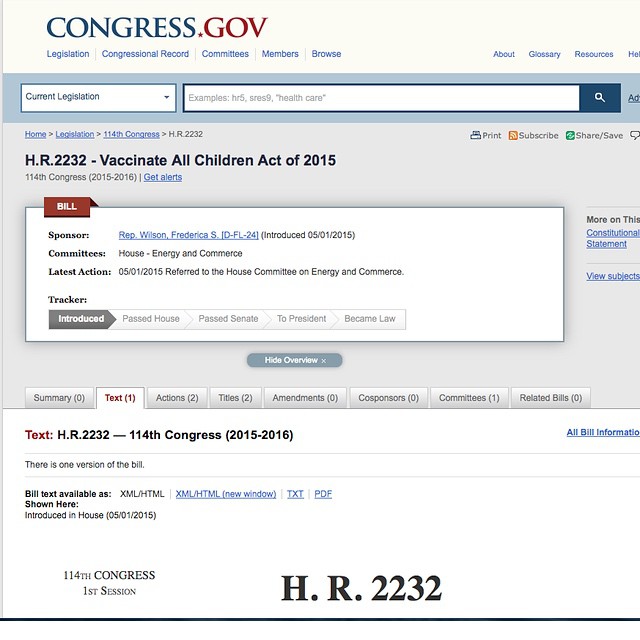 CONGRESS.GOV
Legislation Congressional Record Committees Members Browse About Glossary Resources
Current Legislation Examples: hr5, sres9, "health care"
Home > Legislation > 114th Congress > H.R.2232 Print Subscribe Share/Save
H.R.2232 - Vaccinate All Children Act of 2015
114th Congress (2015-2016) | Get alerts
BILL
Sponsor: Rep. Wilson, Frederica S. [D-FL-24] (Introduced 05/01/2015)
Committees: House - Energy and Commerce
Latest Action: 05/01/2015 Referred to the House Committee on Energy and Commerce.
Tracker:
Introduced Passed House Passed Senate To President Became Law
More on This
Constitutional
Statement
View subjects
Hide Overview x
Summary (0) Text (1) Actions (2) Titles (2) Amendments (0) Cosponsors (0) Committees (1) Related Bills (0)
Text: H.R.2232 — 114th Congress (2015-2016) All Bill Informatio
There is one version of the bill.
Bill text available as: XML/HTML XML/HTML (new window) TXT PDF
Shown Here:
Introduced in House (05/01/2015)
114TH CONGRESS
1ST SESSION
H. R. 2232